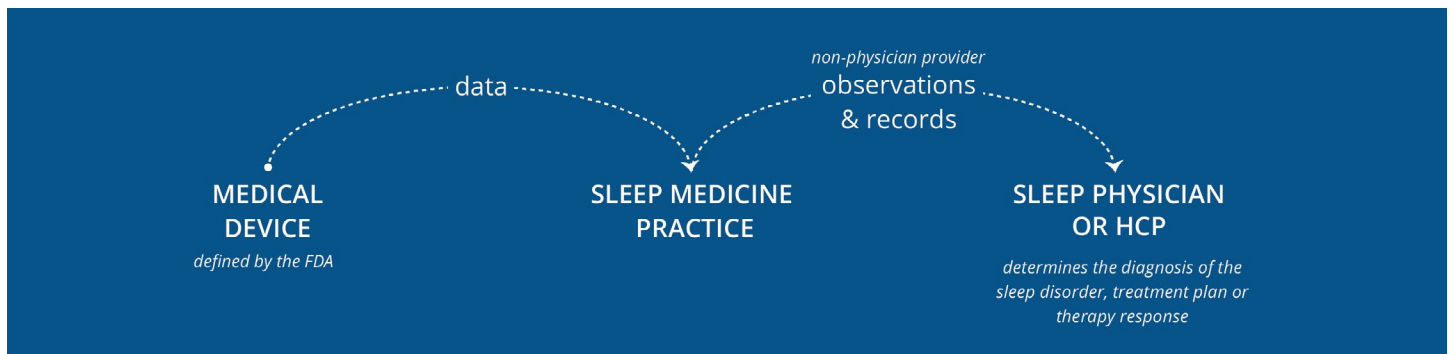 data
non-physician provider
observations
& records
MEDICAL
DEVICE
defined by the FDA
SLEEP MEDICINE
PRACTICE
SLEEP PHYSICIAN
OR HCP
determines the diagnosis of the
sleep disorder, treatment plan or
therapy response